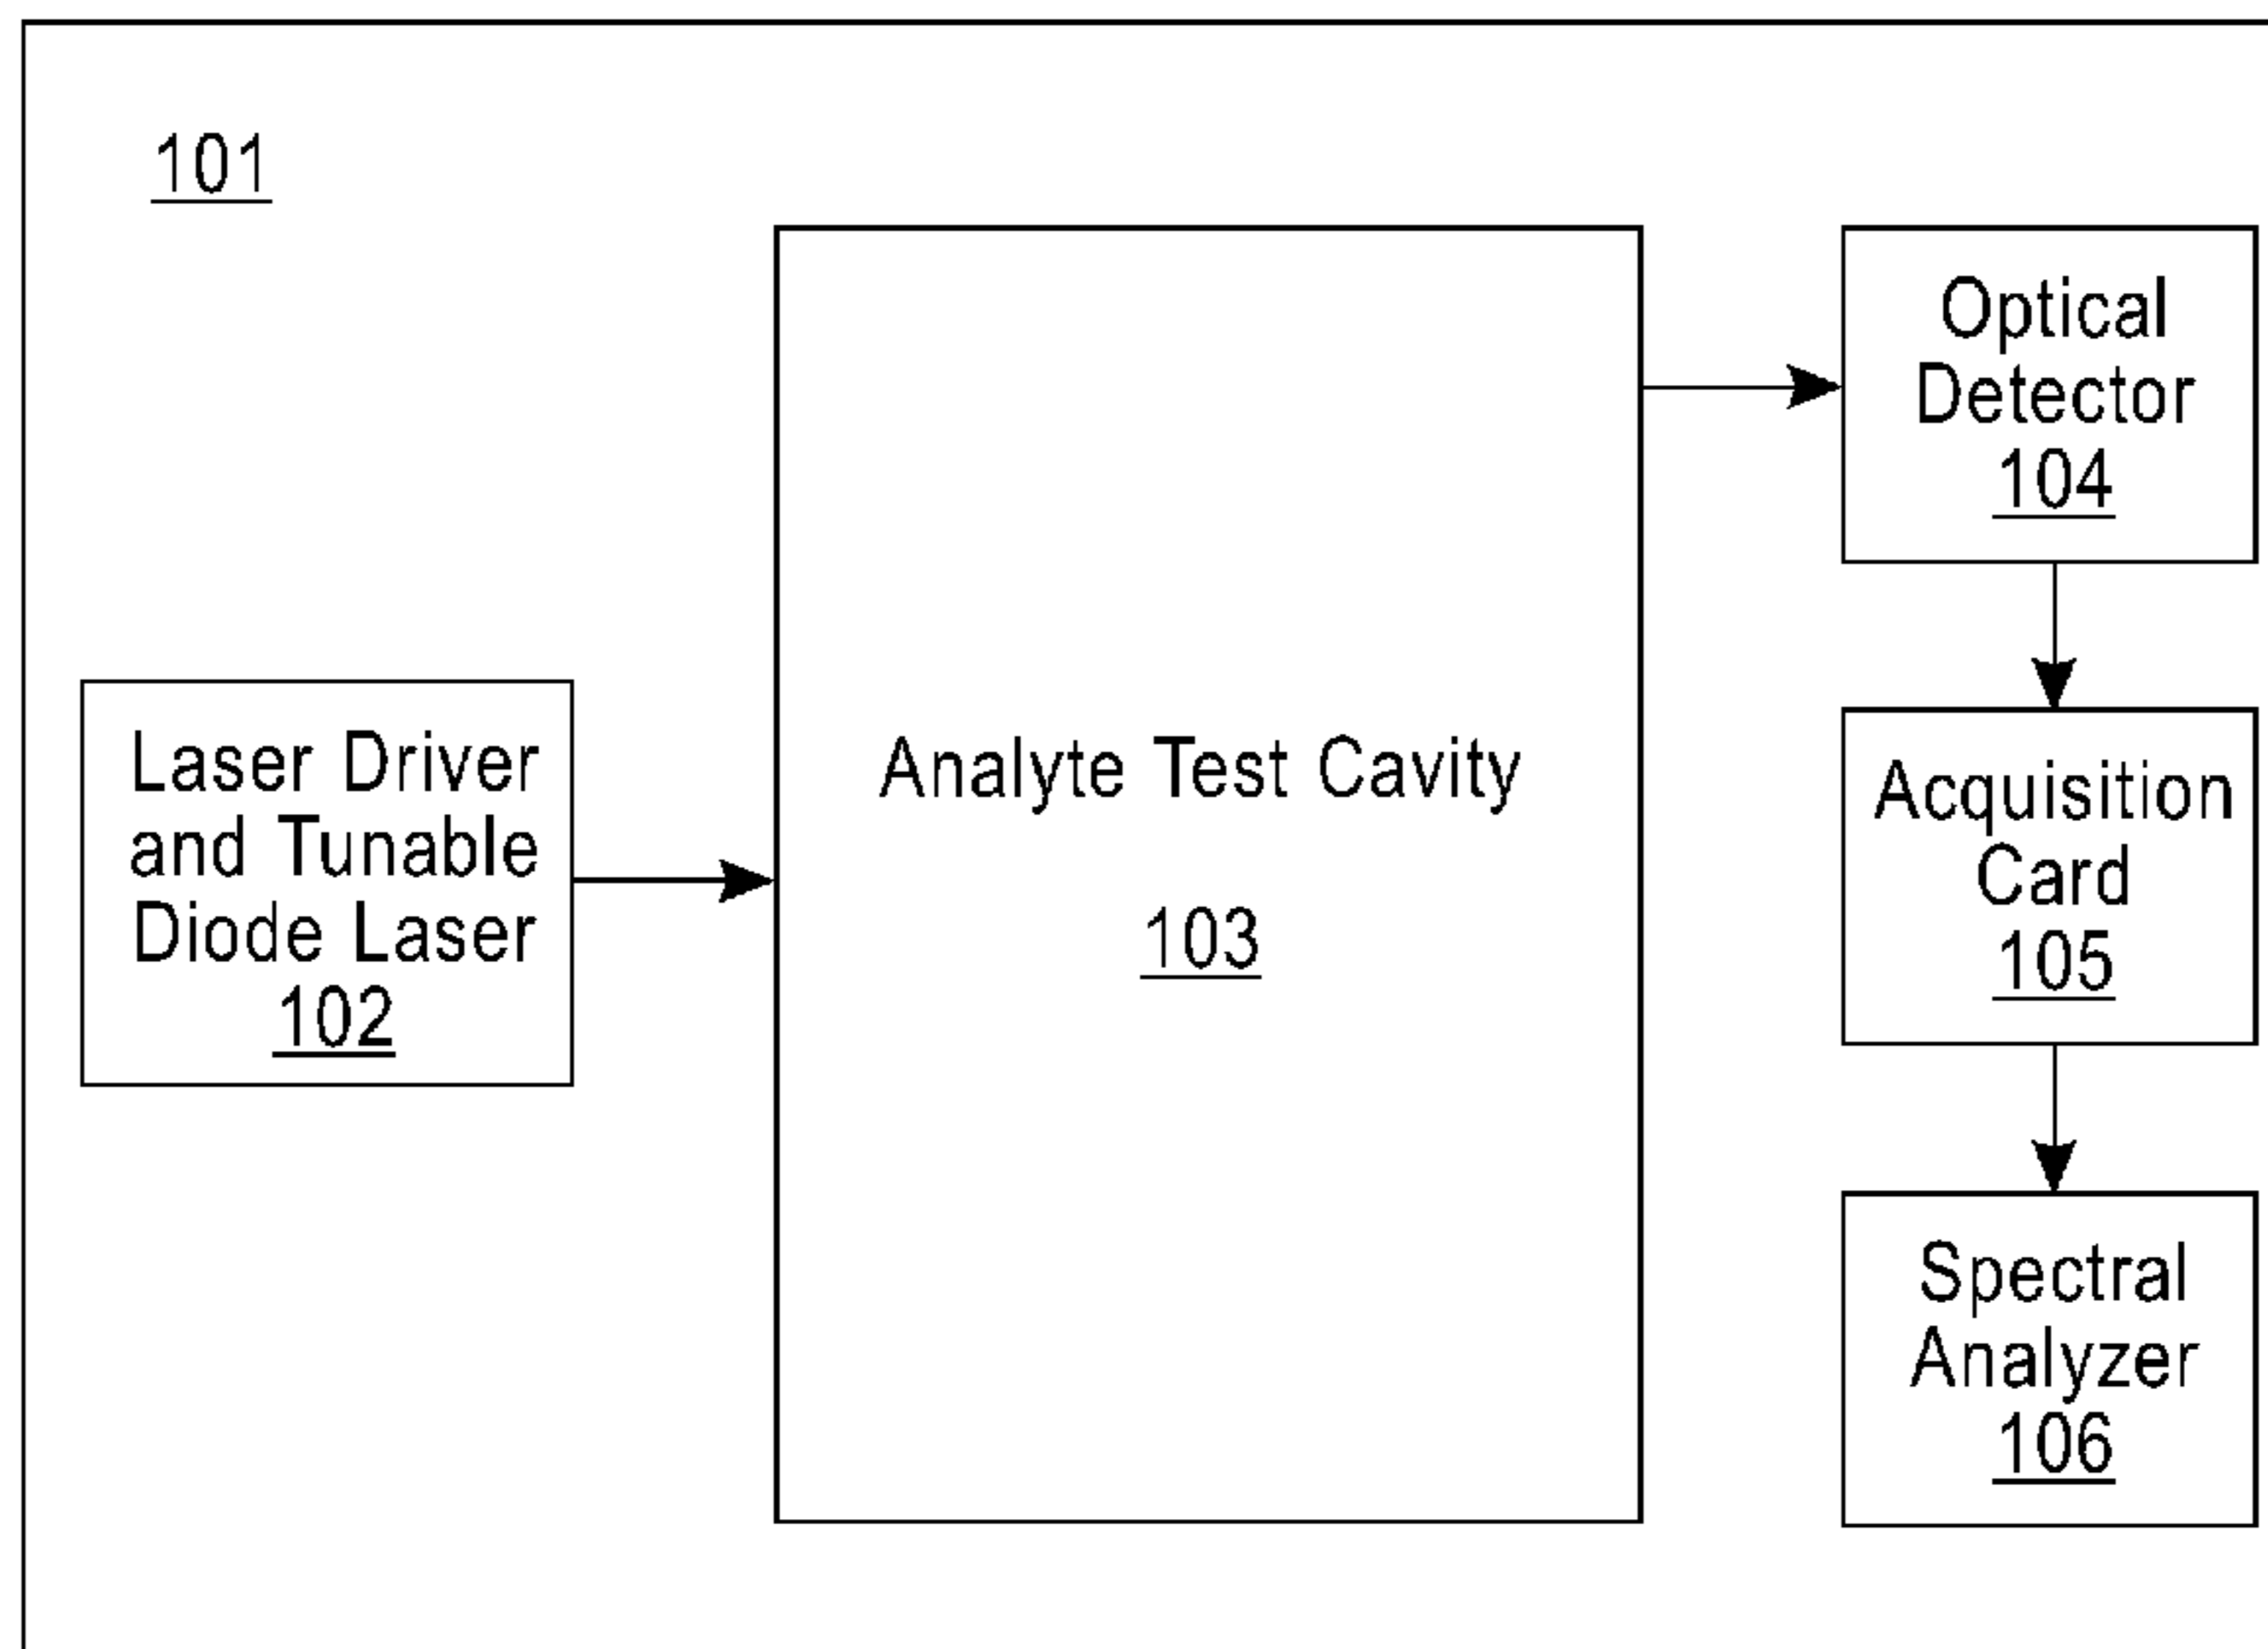 101
Laser Driver
and Tunable
Diode Laser
102
Analyte Test Cavity
103
Optical
Detector
104
Acquisition
Card
105
Spectral
Analyzer
106